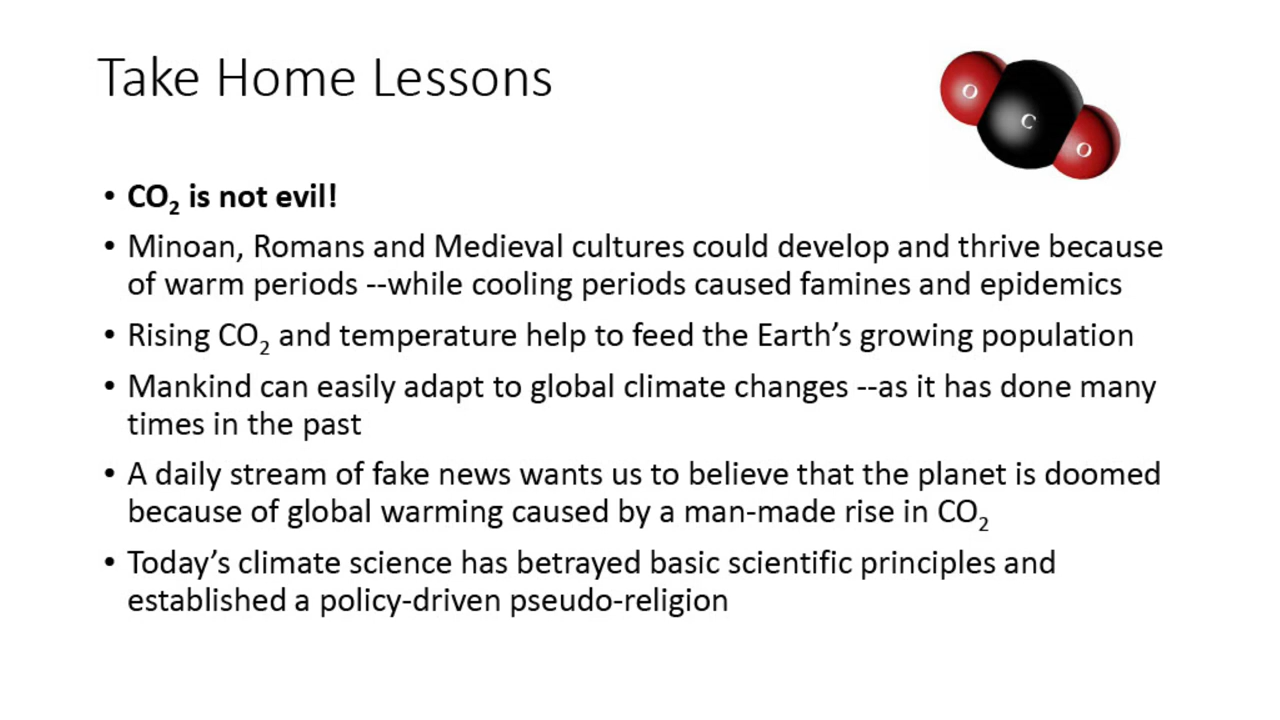 Take Home Lessons
O
C
O
• CO₂ is not evil!
• Minoan, Romans and Medieval cultures could develop and thrive because
of warm periods --while cooling periods caused famines and epidemics
• Rising CO₂ and temperature help to feed the Earth’s growing population
• Mankind can easily adapt to global climate changes --as it has done many
times in the past
• A daily stream of fake news wants us to believe that the planet is doomed
because of global warming caused by a man-made rise in CO₂
• Today’s climate science has betrayed basic scientific principles and
established a policy-driven pseudo-religion